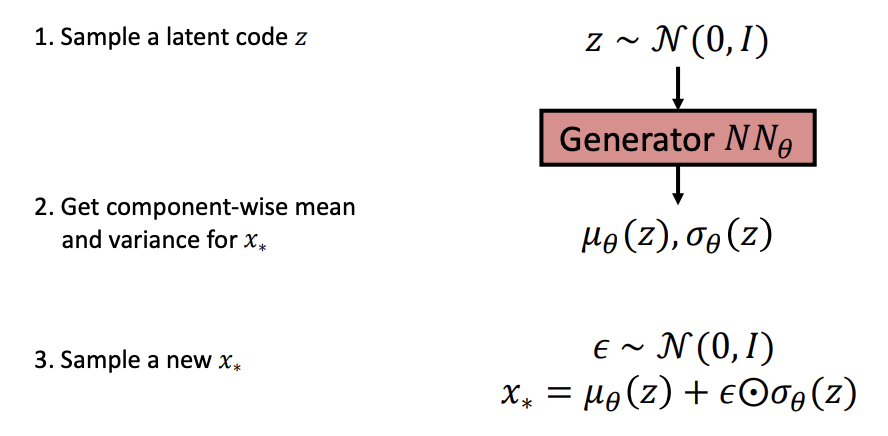 1. Sample a latent code z
z ~ 𝒩(0, I)
Generator NN_θ
2. Get component-wise mean
and variance for x_*
μ_θ(z), σ_θ(z)
3. Sample a new x_*
ϵ ~ 𝒩(0, I)
x_* = μ_θ(z) + ϵ⊙σ_θ(z)